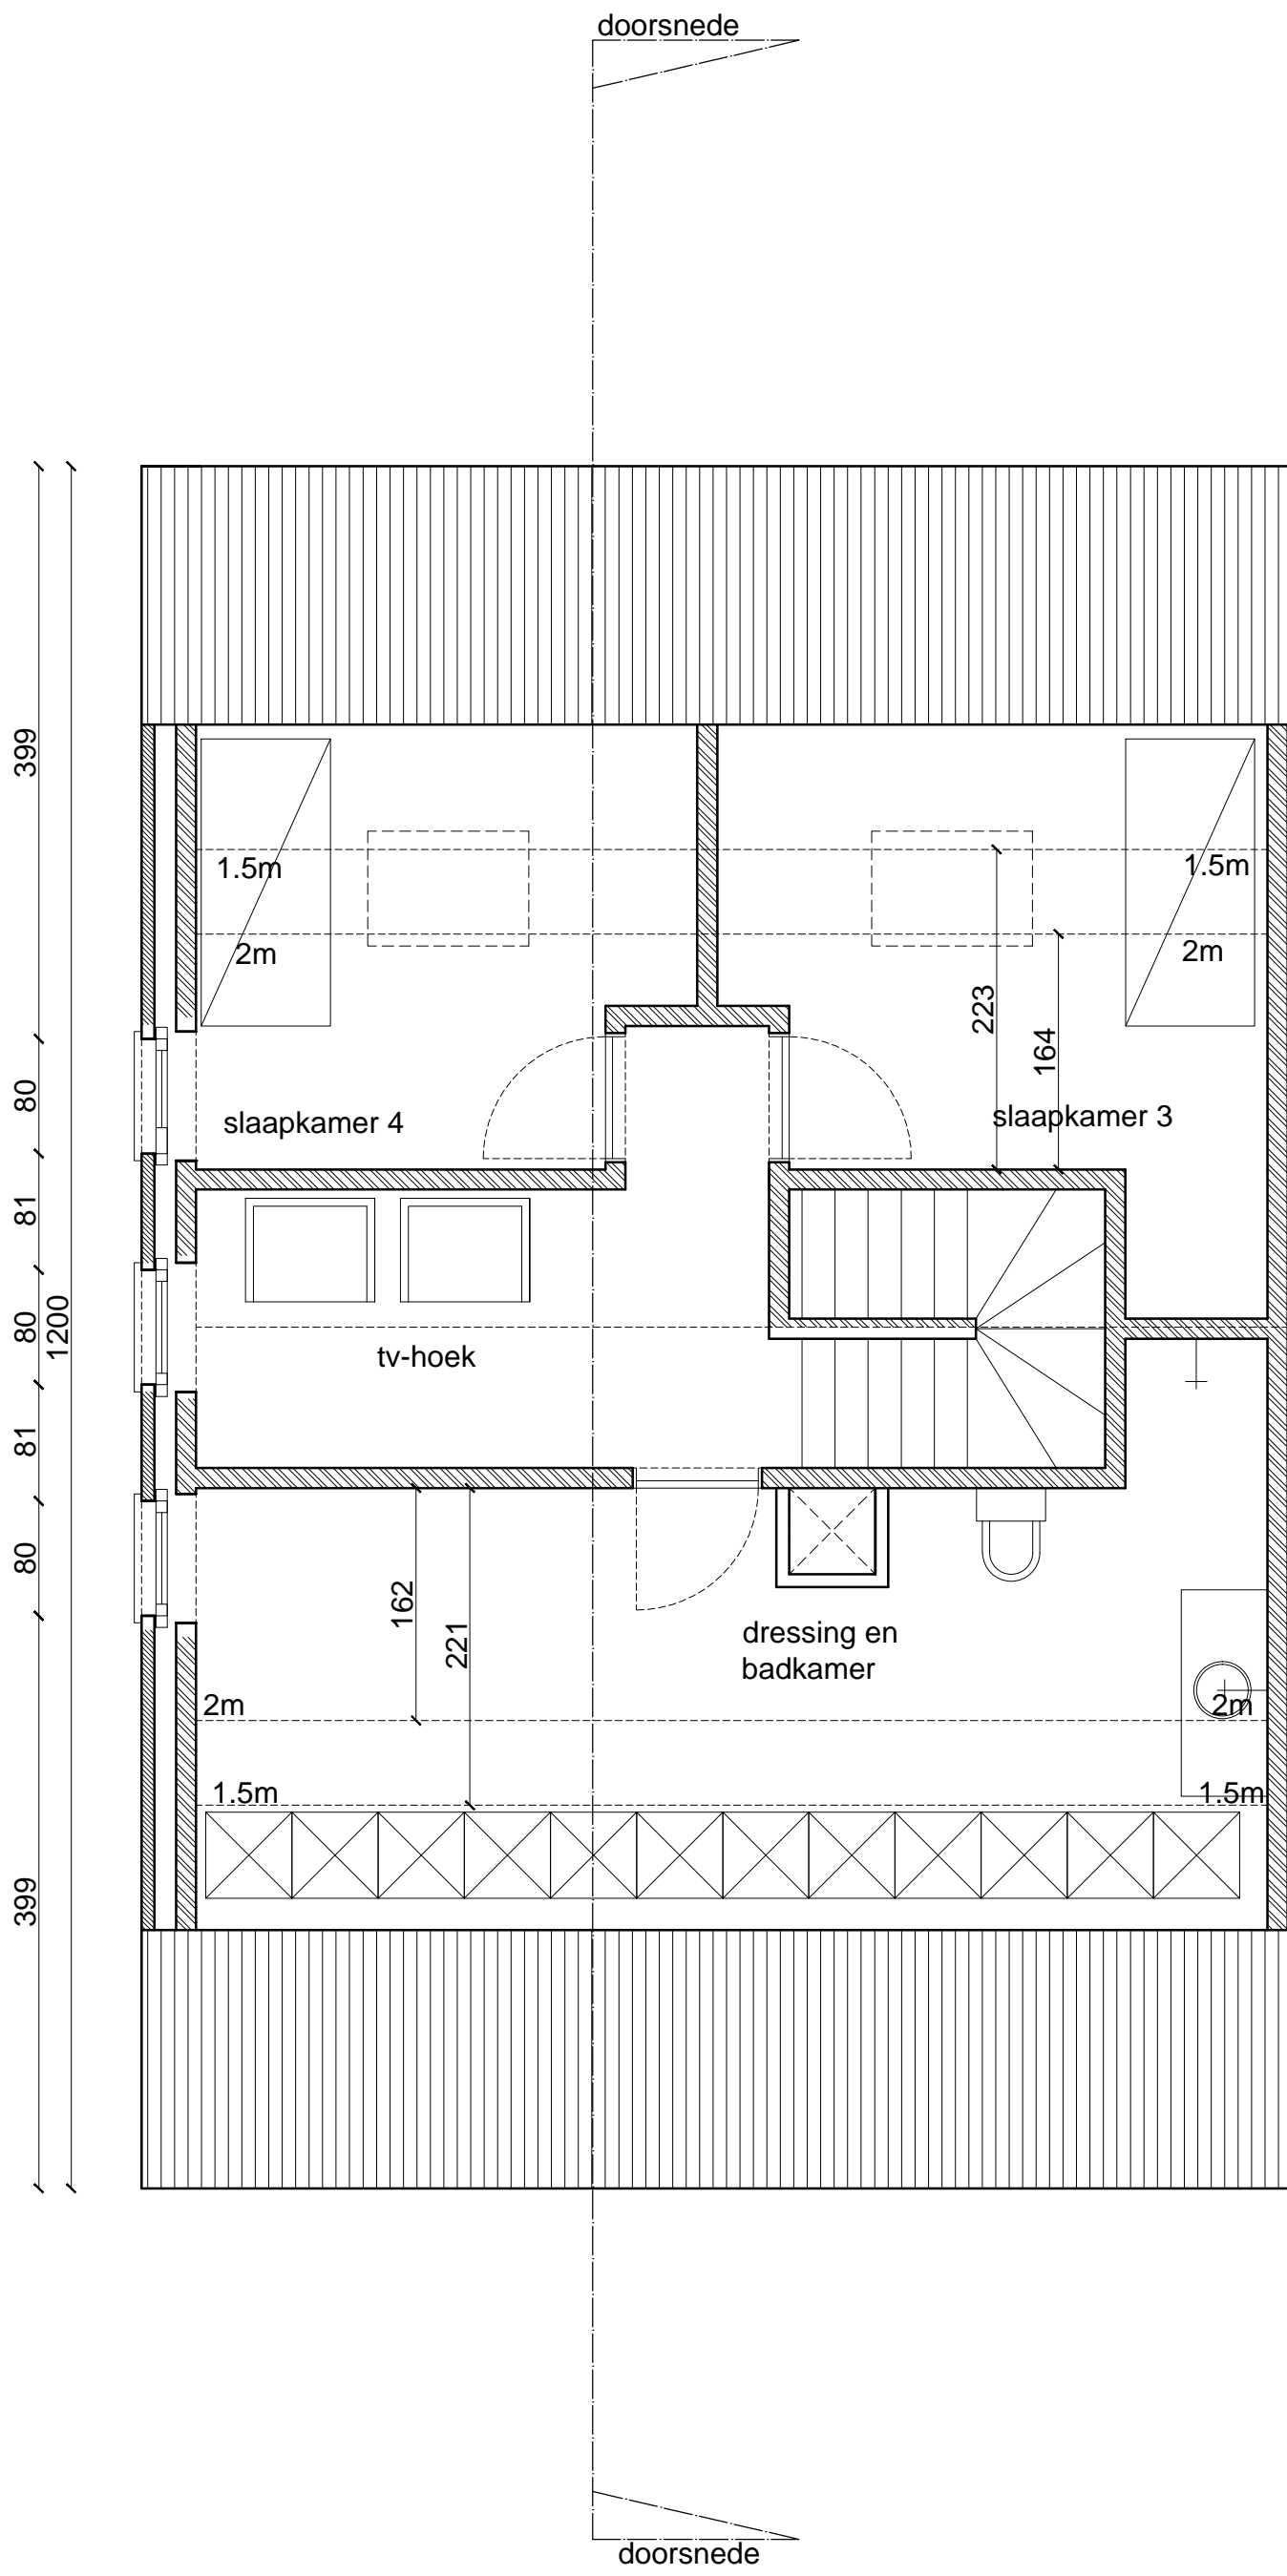 doorsnede
399
1.5m
1.5m
2m
2m
223
164
80
slaapkamer 4
slaapkamer 3
81
80
1200
tv-hoek
81
80
162
221
dressing en
badkamer
2m
2m
1.5m
1.5m
399
doorsnede